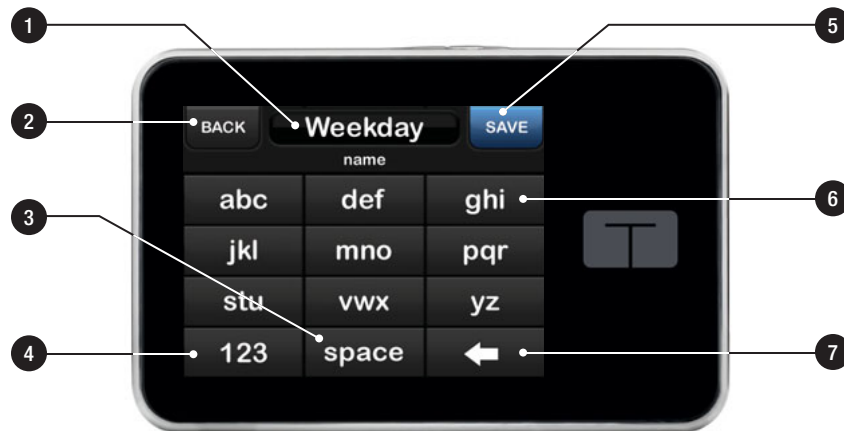 1
5
2
BACK
Weekday
SAVE
name
3
abc
def
ghi
6
jkl
mno
pqr
stu
vwx
yz
4
123
space
7